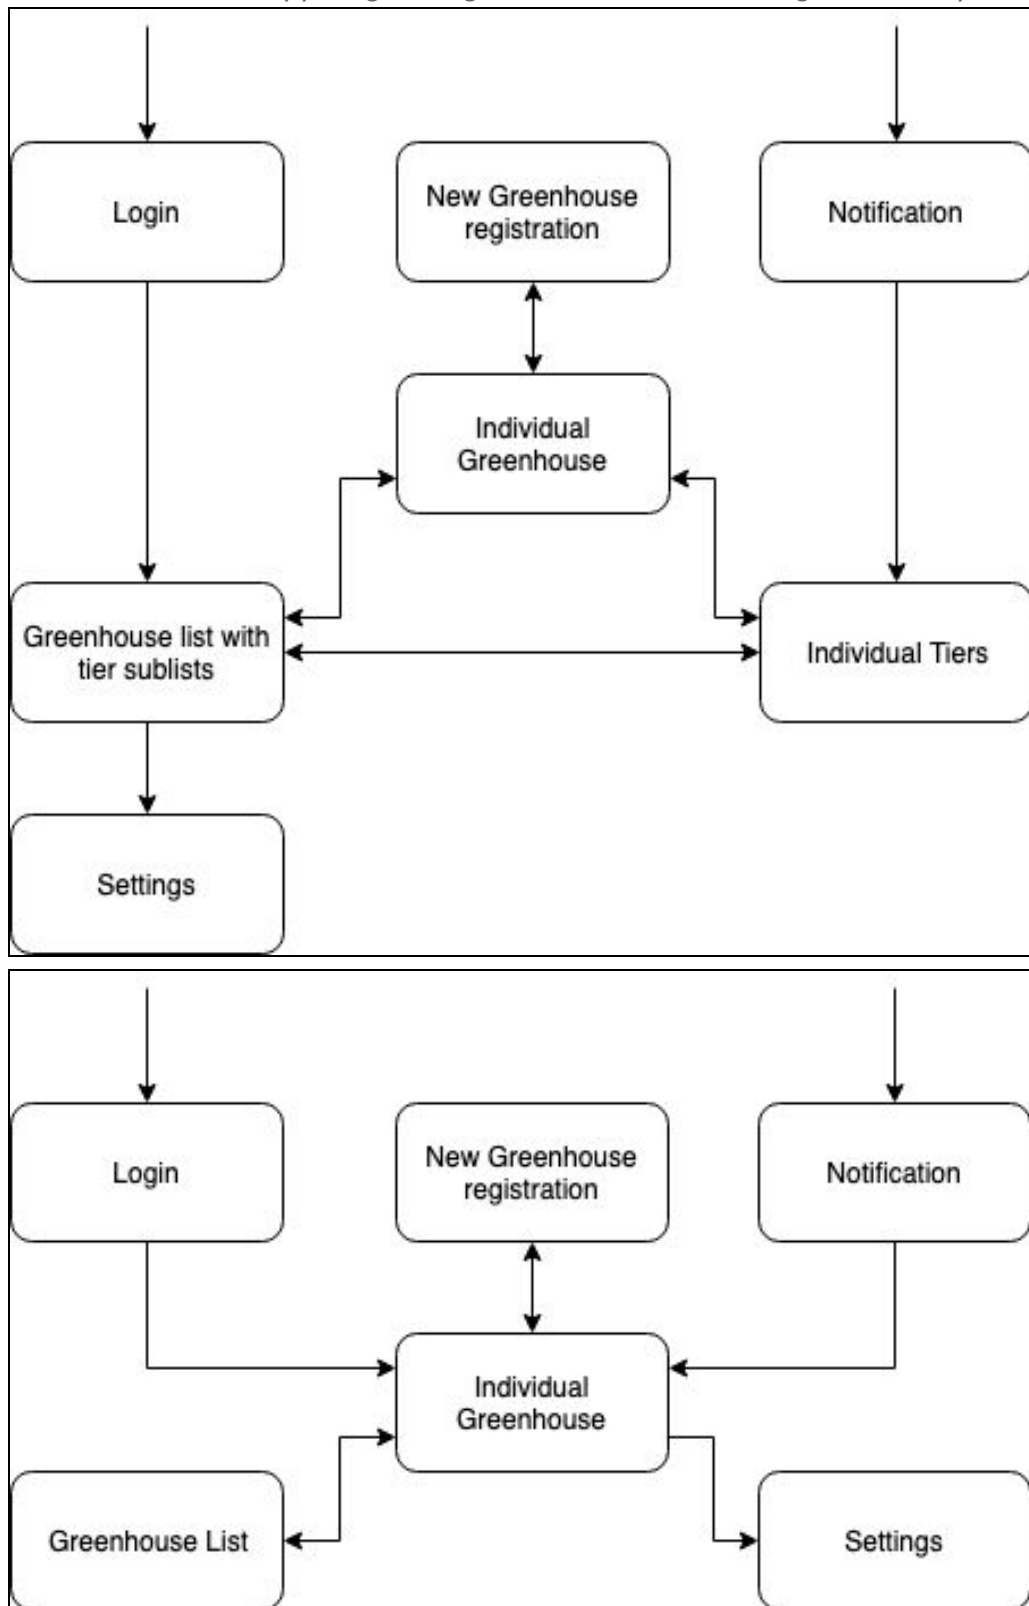 Login
New Greenhouse
registration
Notification
Individual
Greenhouse
Greenhouse list with
tier sublists
Individual Tiers
Settings
Login
New Greenhouse
registration
Notification
Individual
Greenhouse
Greenhouse List
Settings